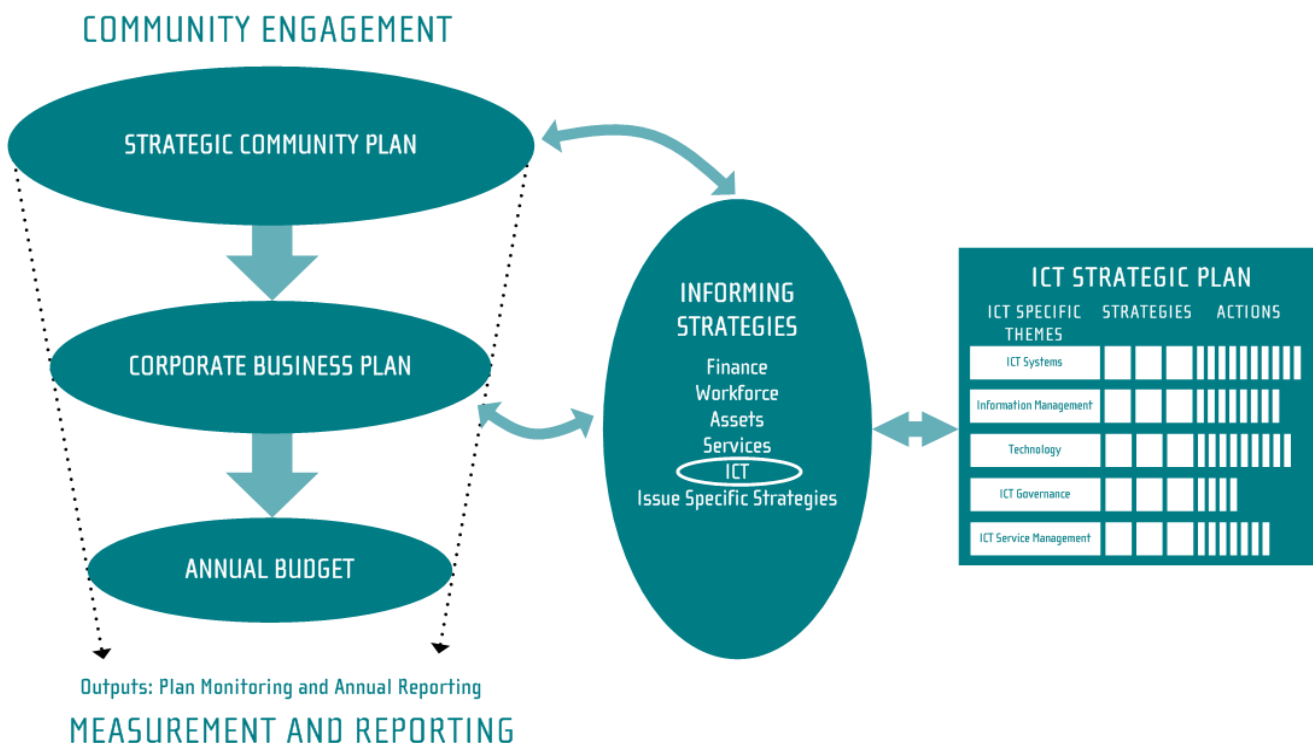 COMMUNITY ENGAGEMENT
STRATEGIC COMMUNITY PLAN
CORPORATE BUSINESS PLAN
ANNUAL BUDGET
Outputs: Plan Monitoring and Annual Reporting
MEASUREMENT AND REPORTING
INFORMING
STRATEGIES
Finance
Workforce
Assets
Services
ICT
Issue Specific Strategies
ICT STRATEGIC PLAN
ICT SPECIFIC
THEMES
STRATEGIES
ACTIONS
ICT Systems
Information Management
Technology
ICT Governance
ICT Service Management